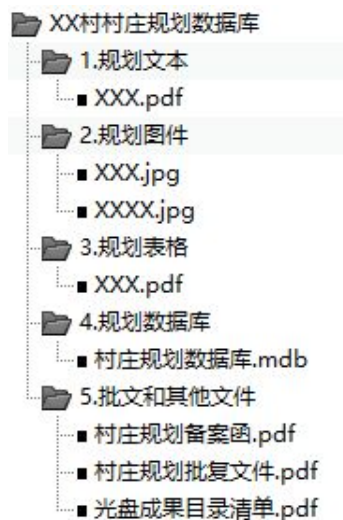 XX村村庄规划数据库
1.规划文本
XXX.pdf
2.规划图件
XXX.jpg
XXXX.jpg
3.规划表格
XXX.pdf
4.规划数据库
村庄规划数据库.mdb
5.批文和其他文件
村庄规划备案函.pdf
村庄规划批复文件.pdf
光盘成果目录清单.pdf